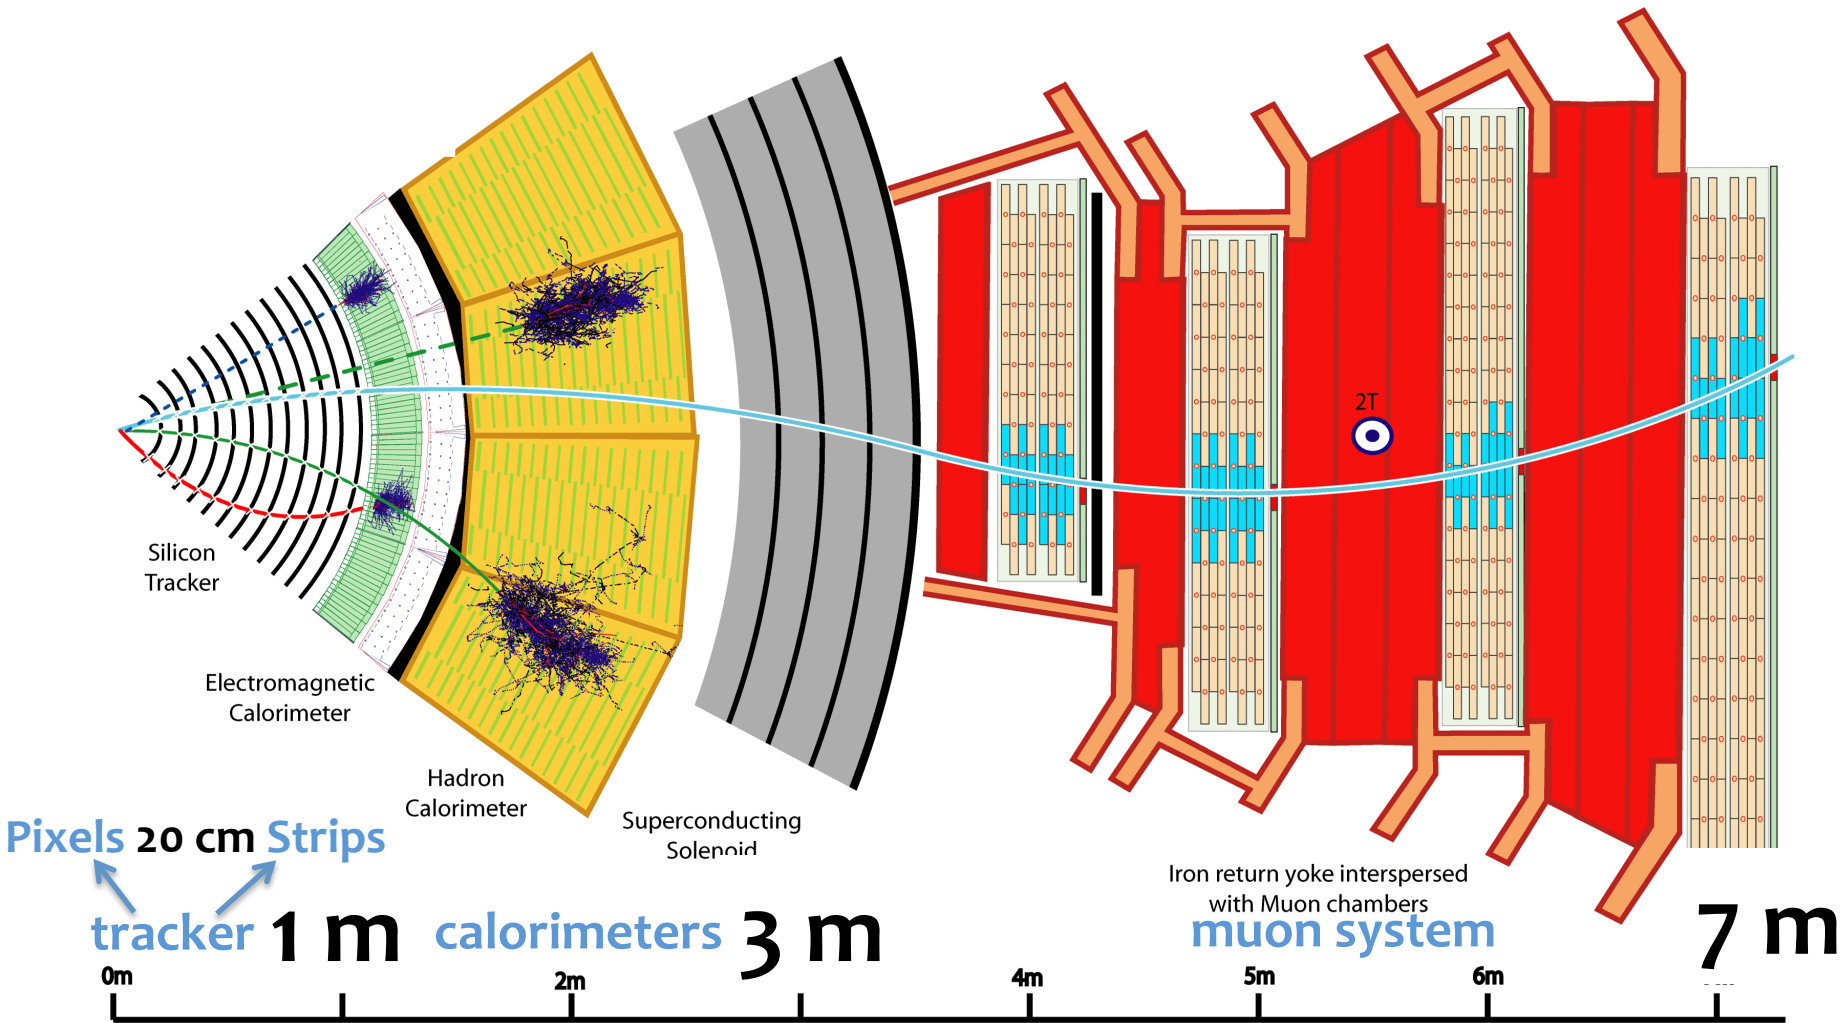 2T
Silicon
Tracker
Electromagnetic
Calorimeter
Hadron
Calorimeter
Superconducting
Solenoid
Pixels 20 cm Strips
Iron return yoke interspersed
with Muon chambers
tracker 1 m calorimeters 3 m muon system 7 m
0m 2m 4m 5m 6m